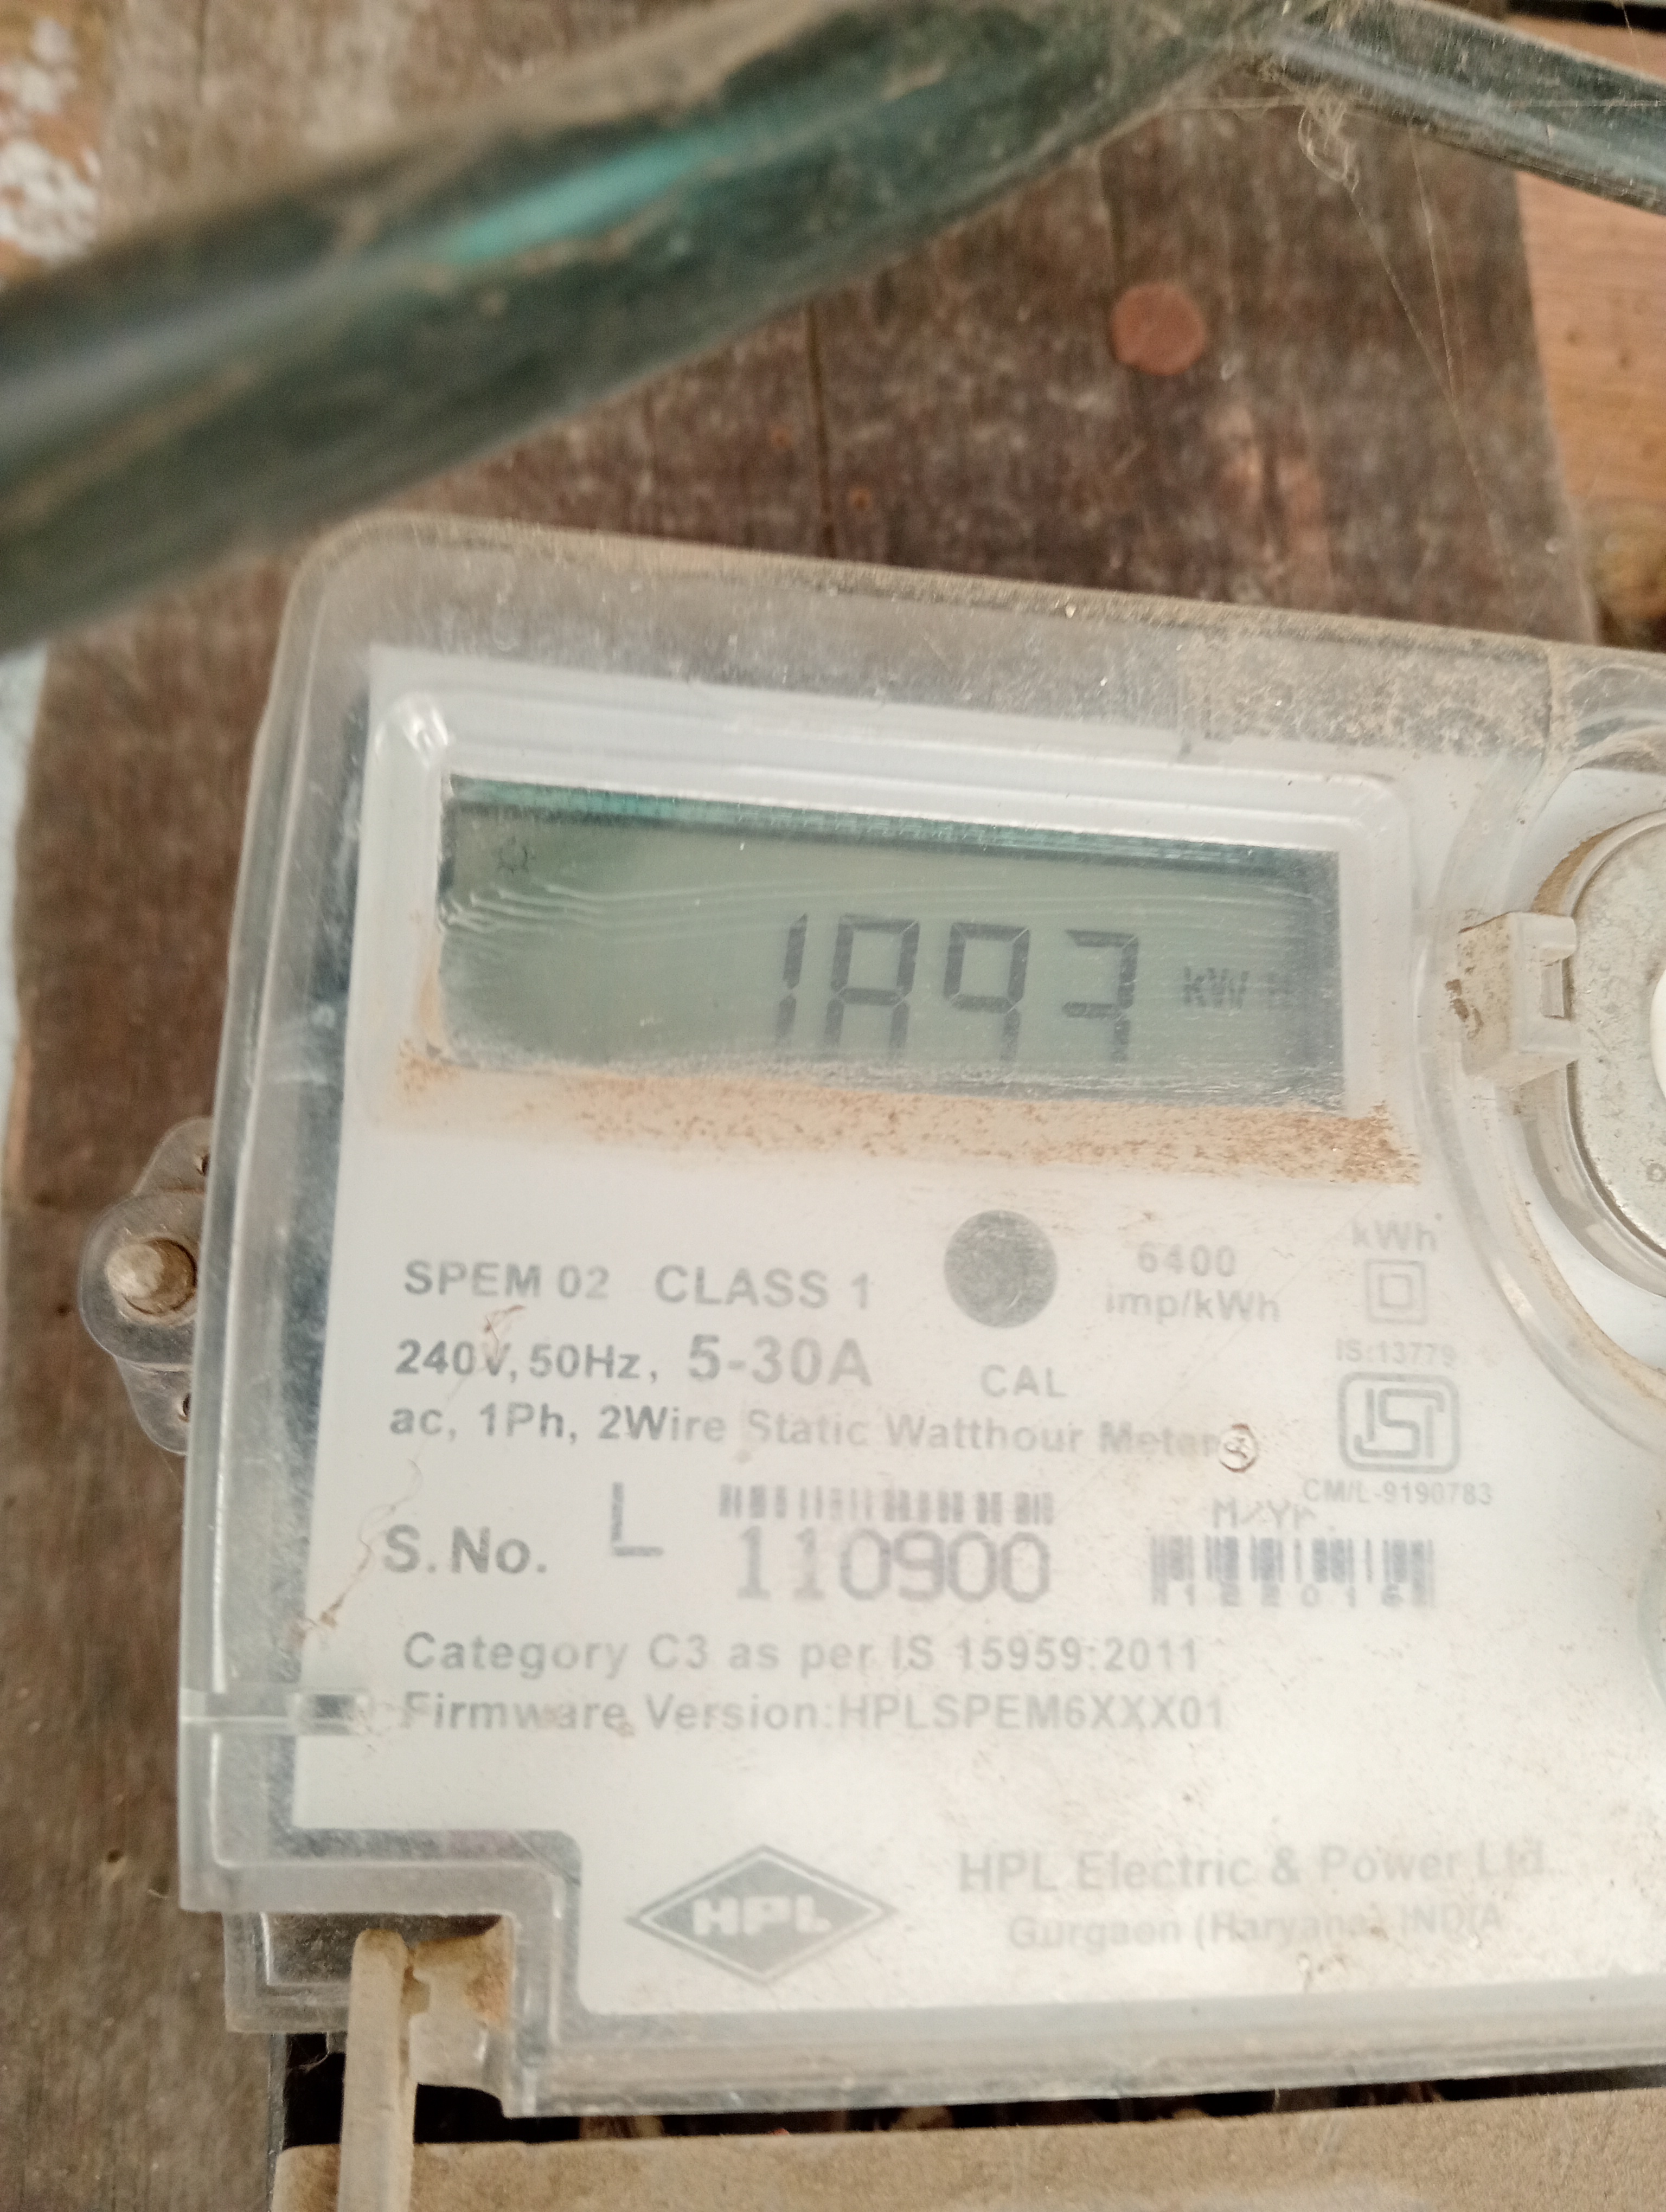 1893 kWh
SPEM 02 CLASS 1
240V, 50Hz, 5-30A
ac, 1Ph, 2Wire Static Watthour Meter
6400
imp/kWh
CAL
kWh
IS:13779
ISI
CM/L-9190783
S.No. L 110900
M/Yr.
Category C3 as per IS 15959:2011
Firmware Version:HPLSPEM6XXX01
HPL
HPL Electric & Power Ltd.
Gurgaon (Haryana) INDIA